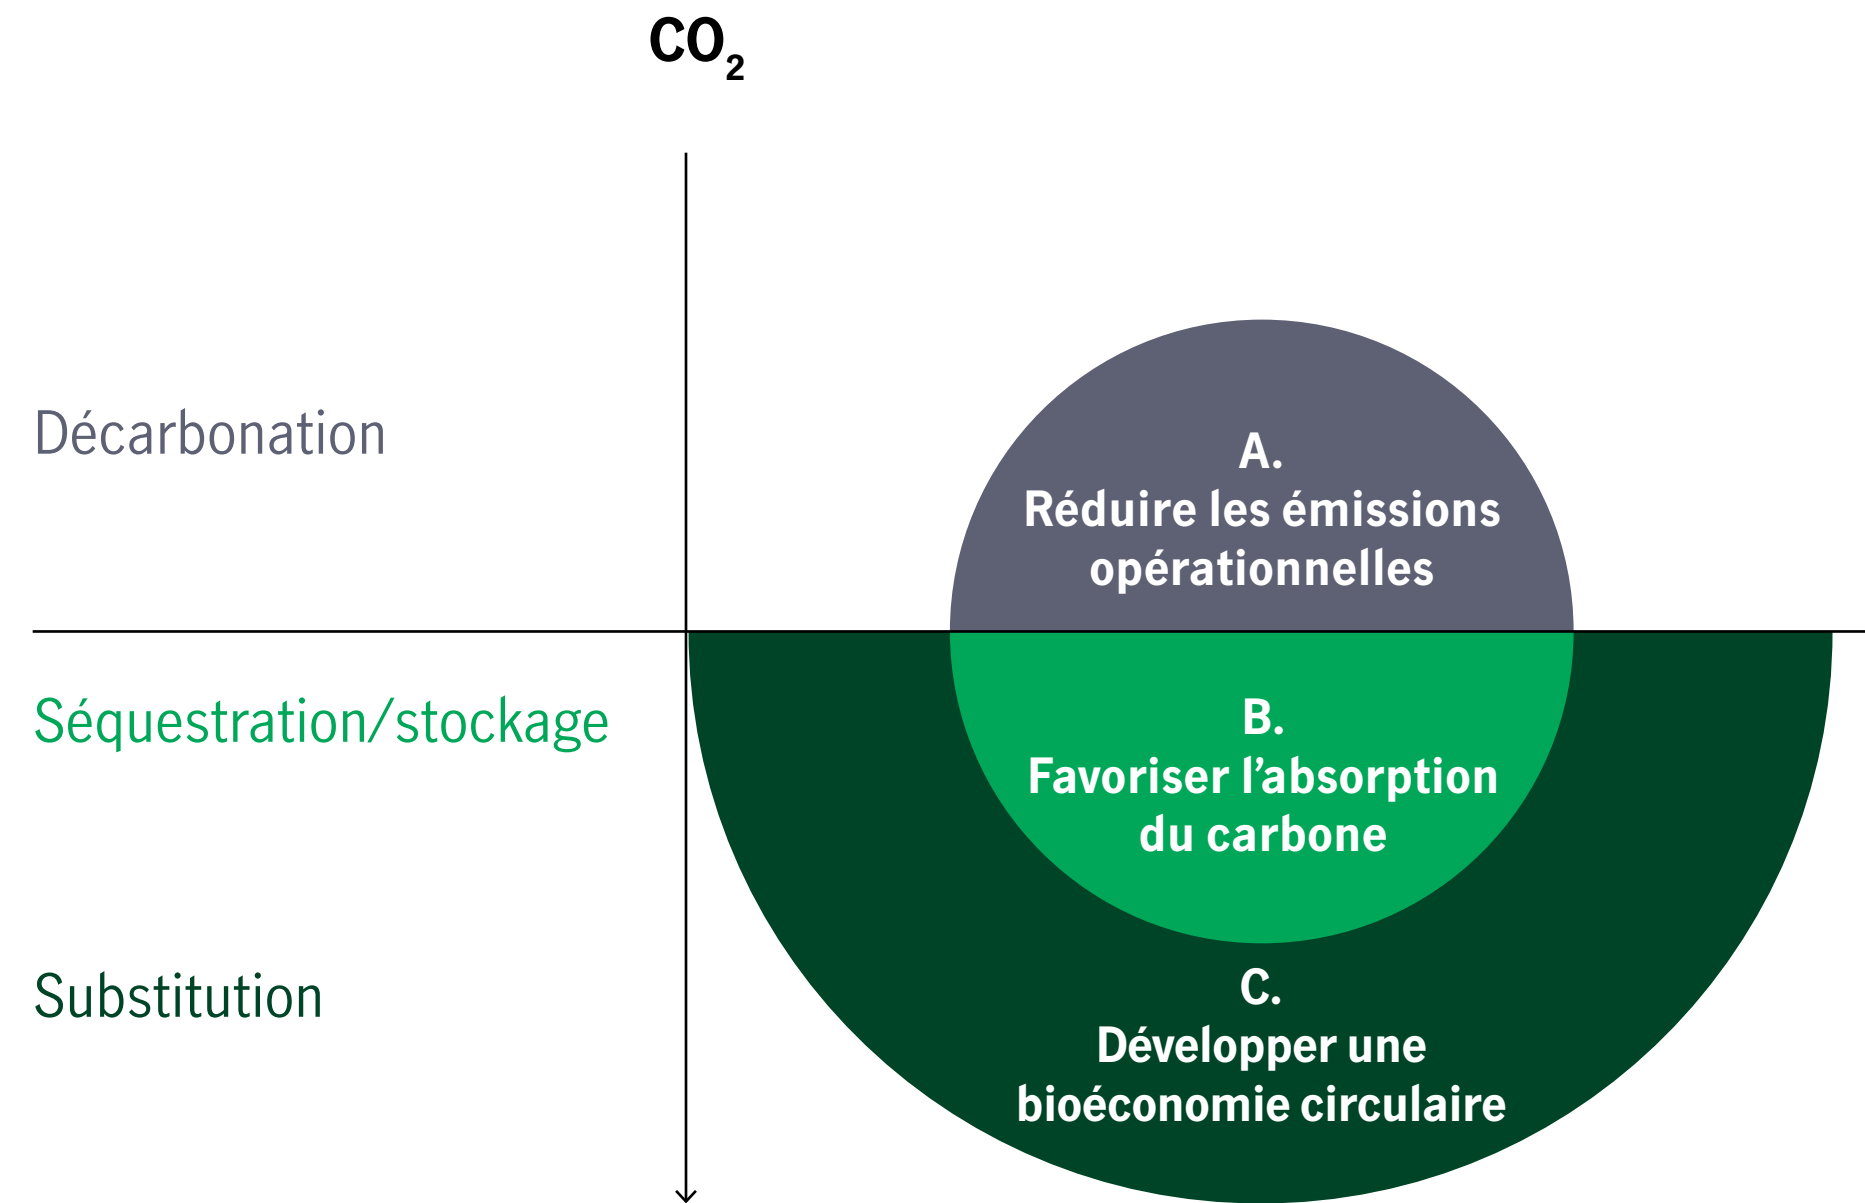 CO₂
Décarbonation
A.
Réduire les émissions
opérationnelles
Séquestration/stockage
B.
Favoriser l’absorption
du carbone
Substitution
C.
Développer une
bioéconomie circulaire